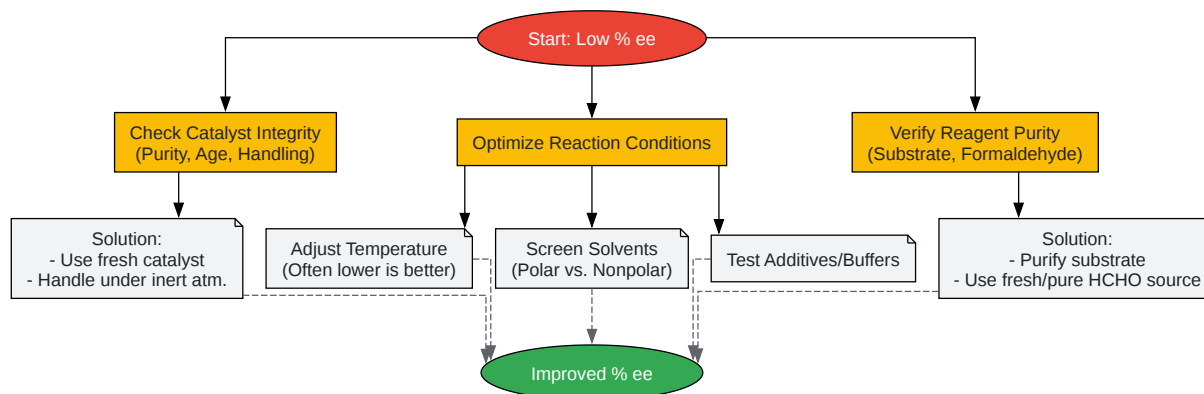 Start: Low % ee
Check Catalyst Integrity
(Purity, Age, Handling)
Optimize Reaction Conditions
Verify Reagent Purity
(Substrate, Formaldehyde)
Solution:
- Use fresh catalyst
- Handle under inert atm.
Adjust Temperature
(Often lower is better)
Screen Solvents
(Polar vs. Nonpolar)
Test Additives/Buffers
Solution:
- Purify substrate
- Use fresh/pure HCHO source
Improved % ee